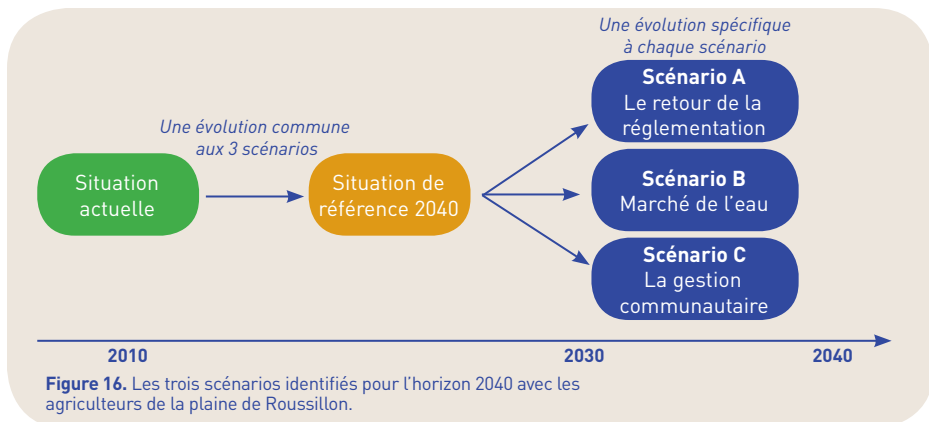 Une évolution spécifique
à chaque scénario
Scénario A
Le retour de la
réglementation
Une évolution commune
aux 3 scénarios
Situation
actuelle
Situation de
référence 2040
Scénario B
Marché de l'eau
Scénario C
La gestion
communautaire
2010
2030
2040
Figure 16. Les trois scénarios identifiés pour l'horizon 2040 avec les
agriculteurs de la plaine de Roussillon.